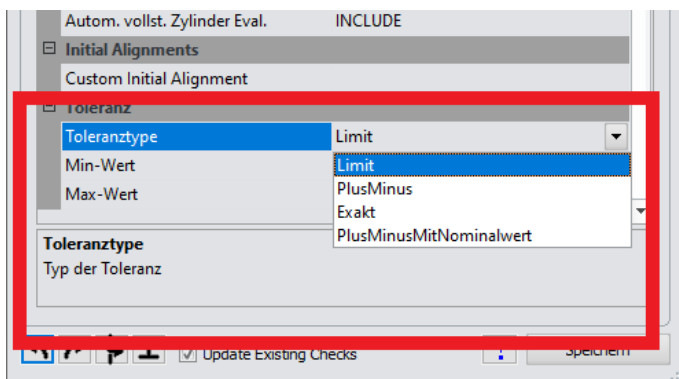 Autom. vollst. Zylinder Eval. INCLUDE
Initial Alignments
Custom Initial Alignment
Toleranz
Toleranztype Limit
Min-Wert Limit
PlusMinus
Max-Wert Exakt
PlusMinusMitNominalwert
Toleranztype
Typ der Toleranz
Update Existing Checks Speichern